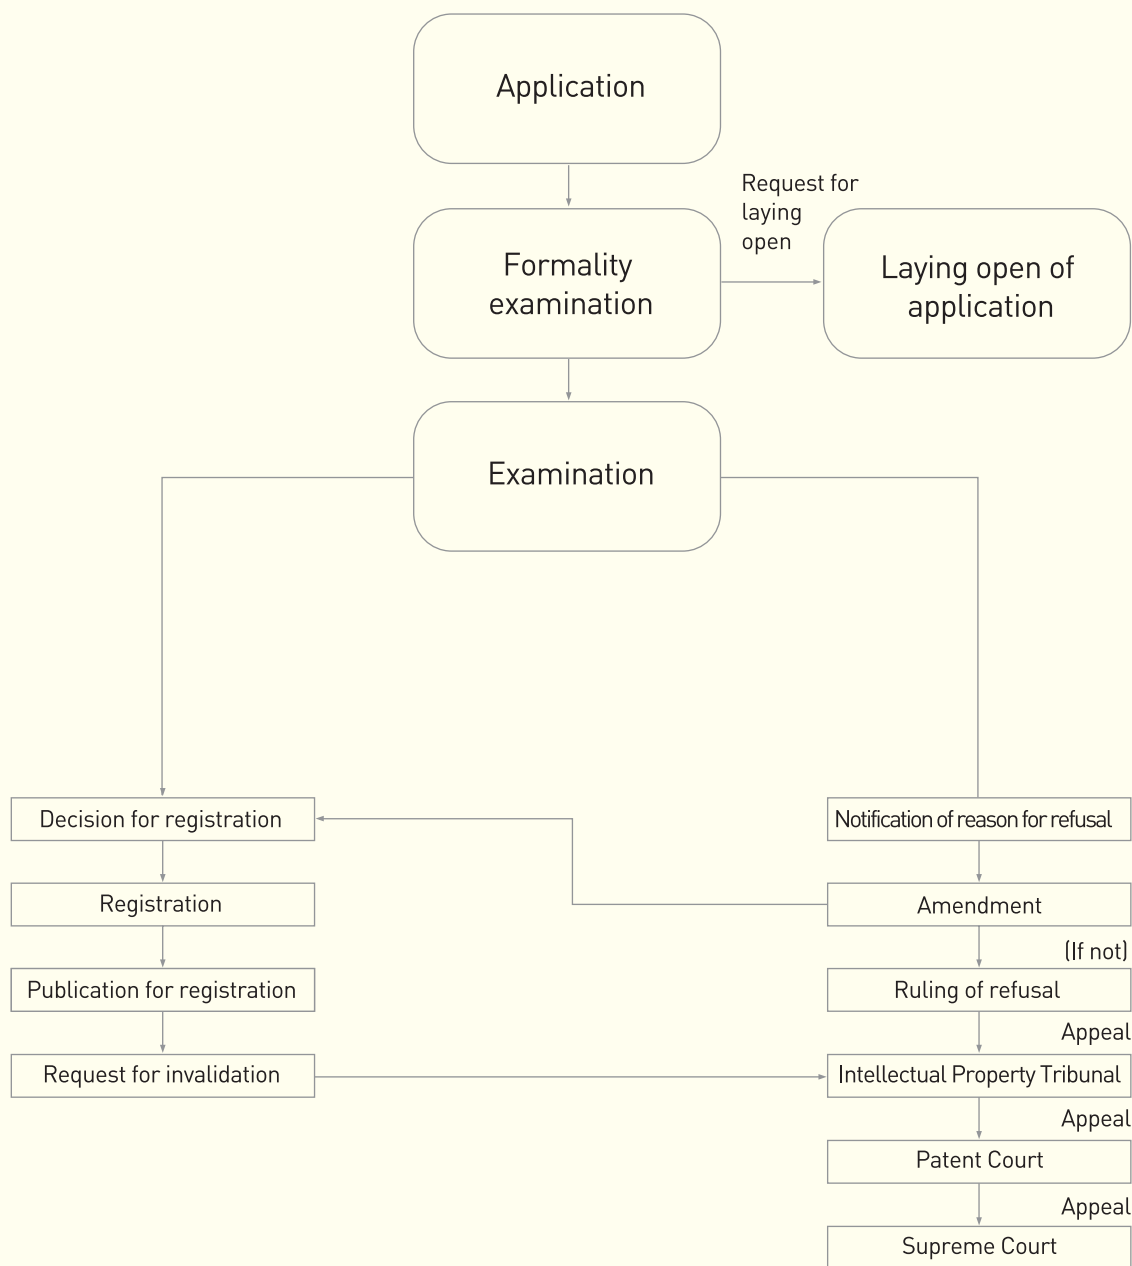 Application
Request for
laying
open
Formality
examination
Laying open of
application
Examination
Decision for registration
Notification of reason for refusal
Registration
Amendment
(If not)
Publication for registration
Ruling of refusal
Appeal
Request for invalidation
Intellectual Property Tribunal
Appeal
Patent Court
Appeal
Supreme Court